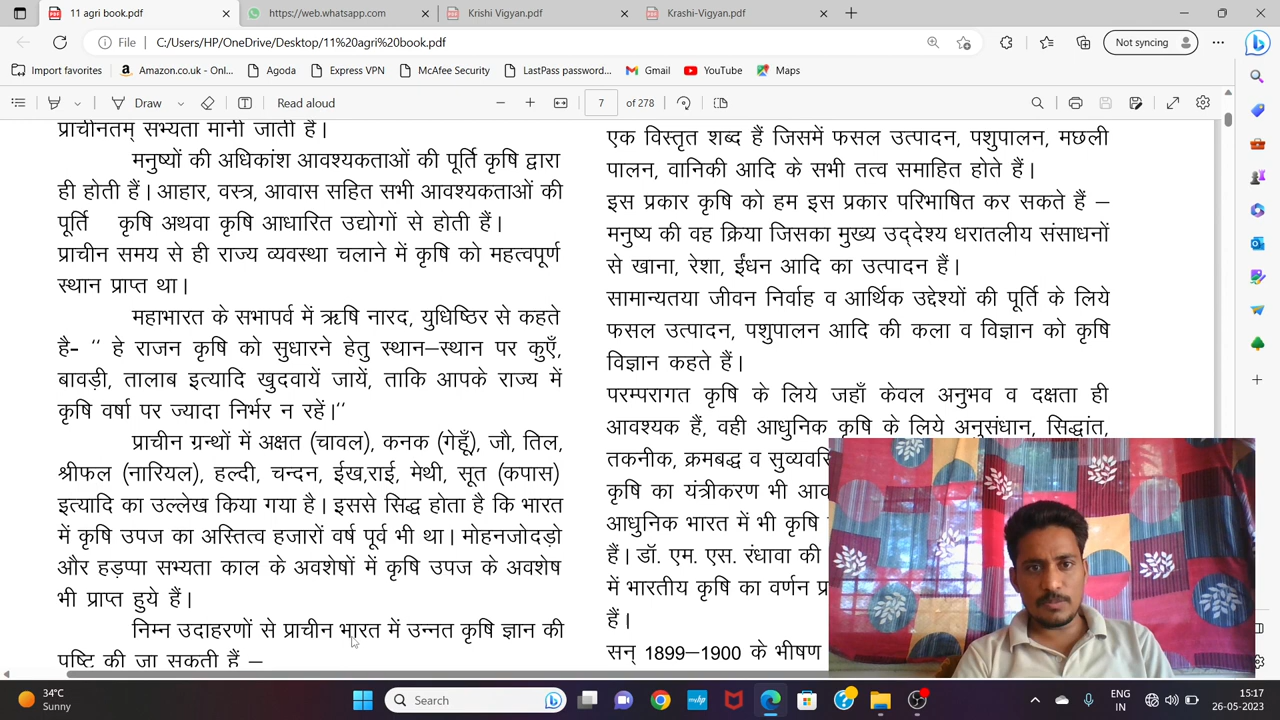 11 agri book.pdf
https://web.whatsapp.com
Krishi Vigyan.pdf
Krashi-Vigyan.pdf
File
C:/Users/HP/OneDrive/Desktop/11%20agri%20book.pdf
Not syncing
Import favorites
Amazon.co.uk - Onl...
Agoda
Express VPN
McAfee Security
LastPass password...
Gmail
YouTube
Maps
Draw
Read aloud
7
of 278
प्राचीनतम् सभ्यता मानी जाती है।
मनुष्यों की अधिकांश आवश्यकताओं की पूर्ति कृषि द्वारा
ही होती हैं। आहार, वस्त्र, आवास सहित सभी आवश्यकताओं की
पूर्ति कृषि अथवा कृषि आधारित उद्योगों से होती हैं।
प्राचीन समय से ही राज्य व्यवस्था चलाने में कृषि को महत्वपूर्ण
स्थान प्राप्त था।
महाभारत के सभापर्व में ऋषि नारद, युधिष्ठिर से कहते
है- " हे राजन कृषि को सुधारने हेतु स्थान–स्थान पर कुएँ,
बावड़ी, तालाब इत्यादि खुदवायें जायें, ताकि आपके राज्य में
कृषि वर्षा पर ज्यादा निर्भर न रहें।"
प्राचीन ग्रन्थों में अक्षत (चावल), कनक (गेहूँ), जौ, तिल,
श्रीफल (नारियल), हल्दी, चन्दन, ईख,राई, मेथी, सूत (कपास)
इत्यादि का उल्लेख किया गया है। इससे सिद्ध होता है कि भारत
में कृषि उपज का अस्तित्व हजारों वर्ष पूर्व भी था। मोहनजोदड़ो
और हड़प्पा सभ्यता काल के अवशेषों में कृषि उपज के अवशेष
भी प्राप्त हुये हैं।
निम्न उदाहरणों से प्राचीन भारत में उन्नत कृषि ज्ञान की
पुष्टि की जा सकती हैं –
एक विस्तृत शब्द हैं जिसमें फसल उत्पादन, पशुपालन, मछली
पालन, वानिकी आदि के सभी तत्व समाहित होते हैं।
इस प्रकार कृषि को हम इस प्रकार परिभाषित कर सकते हैं –
मनुष्य की वह क्रिया जिसका मुख्य उद्देश्य धरातलीय संसाधनों
से खाना, रेशा, ईंधन आदि का उत्पादन हैं।
सामान्यतया जीवन निर्वाह व आर्थिक उद्देश्यों की पूर्ति के लिये
फसल उत्पादन, पशुपालन आदि की कला व विज्ञान को कृषि
विज्ञान कहते हैं।
परम्परागत कृषि के लिये जहाँ केवल अनुभव व दक्षता ही
आवश्यक हैं, वही आधुनिक कृषि के लिये अनुसंधान, सिद्धांत,
तकनीक, क्रमबद्ध व
कृषि का यंत्रीकरण भी
आधुनिक भारत में भी कृषि
हैं। डॉ. एम. एस. रंधावा की
में भारतीय कृषि का वर्णन
हैं।
सन् 1899–1900 के भीषण
34°C
Sunny
Search
ENG
IN
15:17
26-05-2023